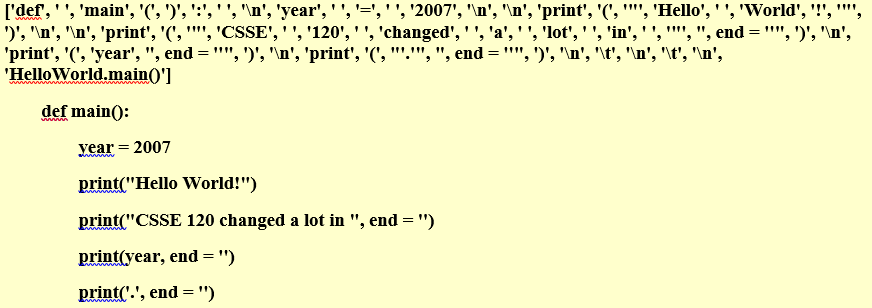 ['def', ' ', 'main', '(', ')', ':', ' ', '\n', 'year', ' ', '=', ' ', '2007', '\n', '\n', 'print', '(', '"', 'Hello', ' ', 'World', '!', '"',
')', '\n', '\n', 'print', '(', '"', 'CSSE', ' ', '120', ' ', 'changed', ' ', 'a', ' ', 'lot', ' ', 'in', ' ', '"', '', end = '"', ')', '\n',
'print', '(', 'year', '', end = '"', ')', '\n', 'print', '(', "'.'", '', end = '"', ')', '\n', '\t', '\n', '\t', '\n',
'HelloWorld.main()']
def main():
year = 2007
print("Hello World!")
print("CSSE 120 changed a lot in ", end = '')
print(year, end = '')
print('.', end = '')